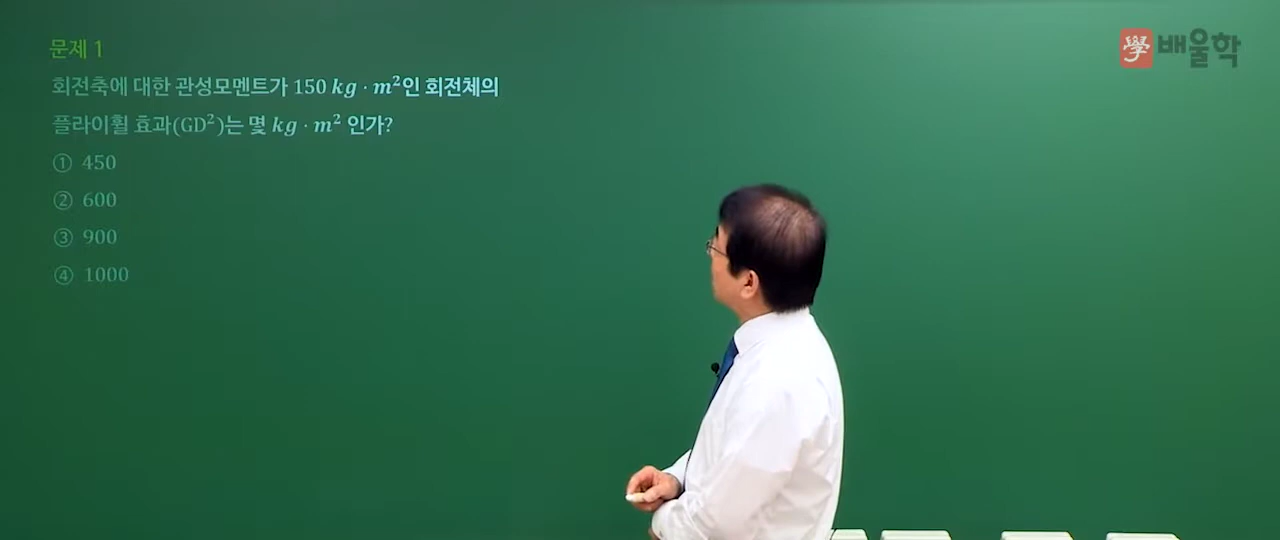 문제 1
회전축에 대한 관성모멘트가 150 kg · m²인 회전체의
플라이휠 효과(GD²)는 몇 kg · m² 인가?
① 450
② 600
③ 900
④ 1000
學 배울학